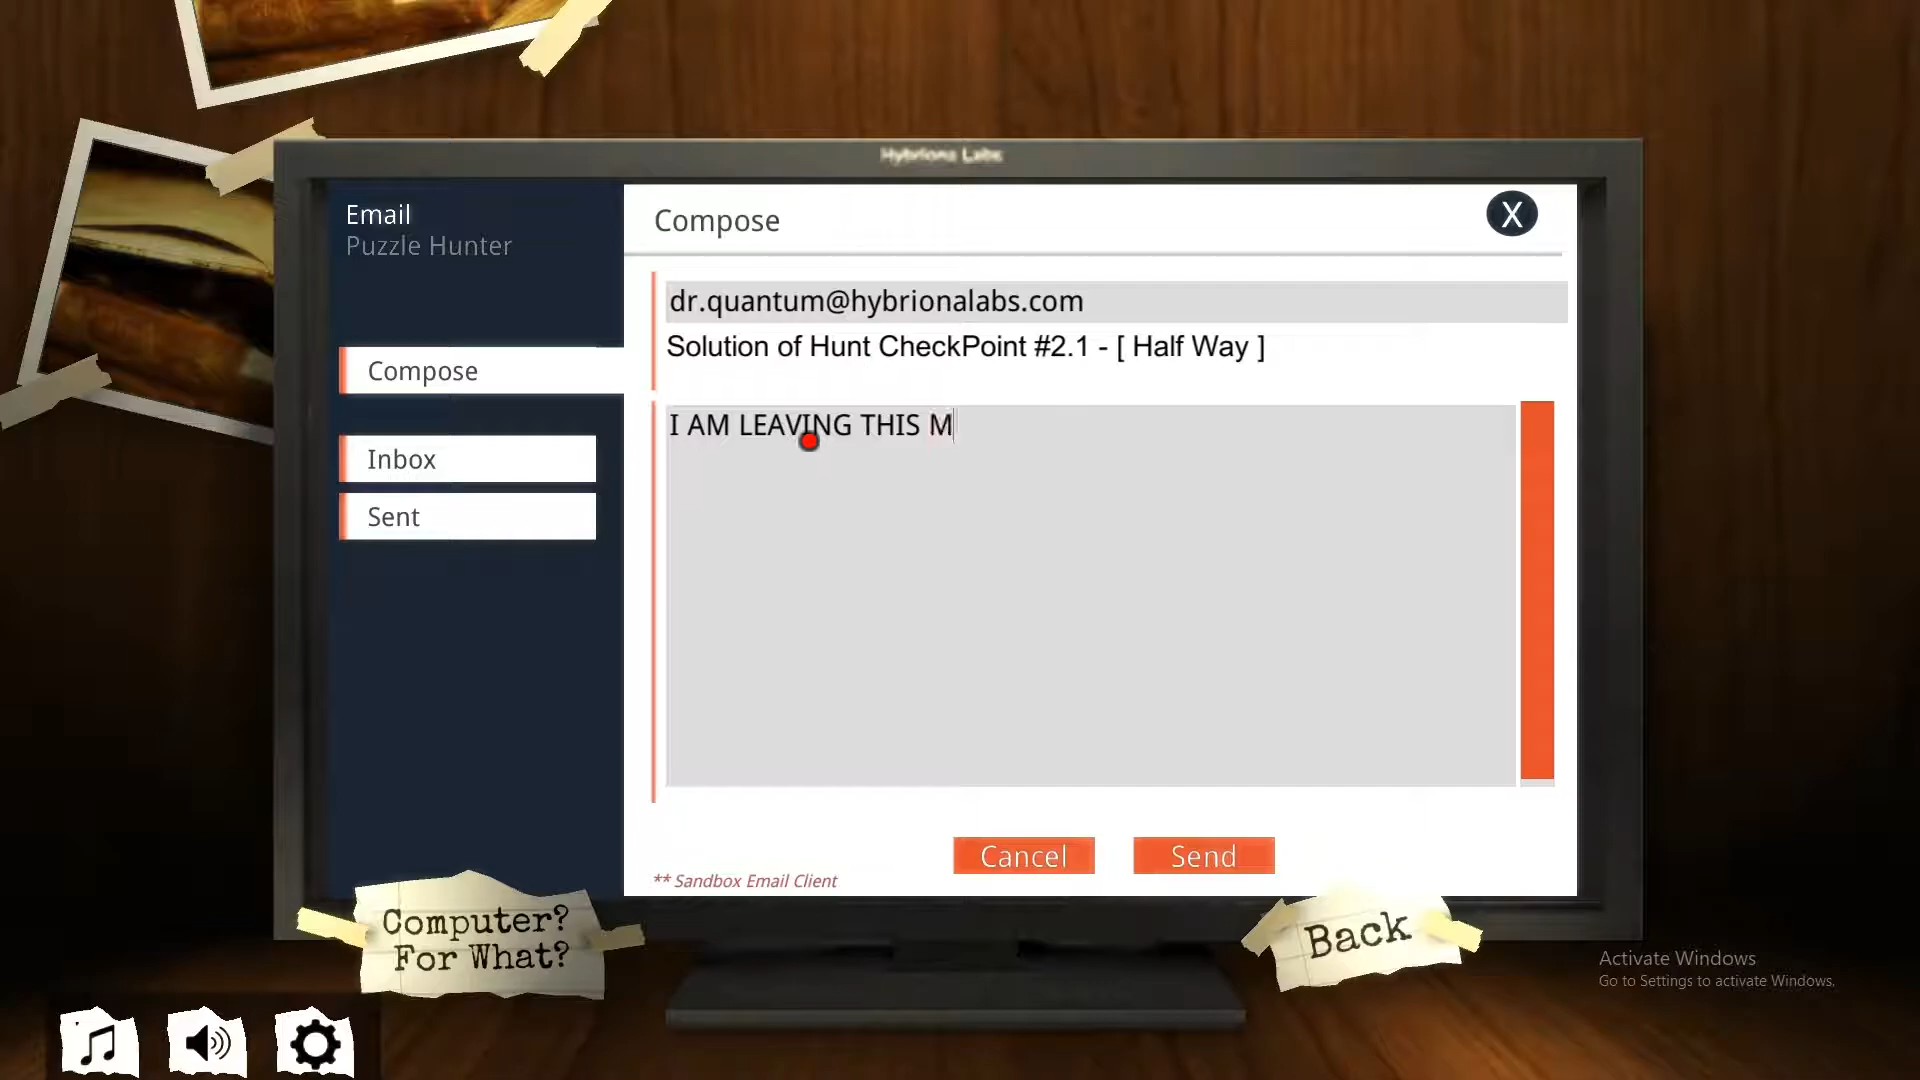 Hybriona Labs
Email
Puzzle Hunter
Compose
X
dr.quantum@hybrionalabs.com
Solution of Hunt CheckPoint #2.1 - [ Half Way ]
Compose
I AM LEAVING THIS M
Inbox
Sent
Cancel
Send
** Sandbox Email Client
Computer?
For What?
Back
Activate Windows
Go to Settings to activate Windows.